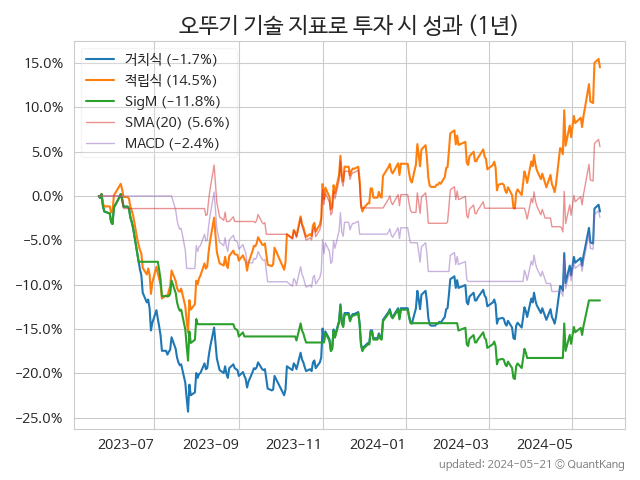 오뚜기 기술 지표로 투자 시 성과 (1년)
거치식 (−1.7%)
적립식 (14.5%)
SigM (−11.8%)
SMA(20) (5.6%)
MACD (−2.4%)
15.0%
10.0%
5.0%
0.0%
−5.0%
−10.0%
−15.0%
−20.0%
−25.0%
2023-07 2023-09 2023-11 2024-01 2024-03 2024-05
updated: 2024-05-21 © QuantKang